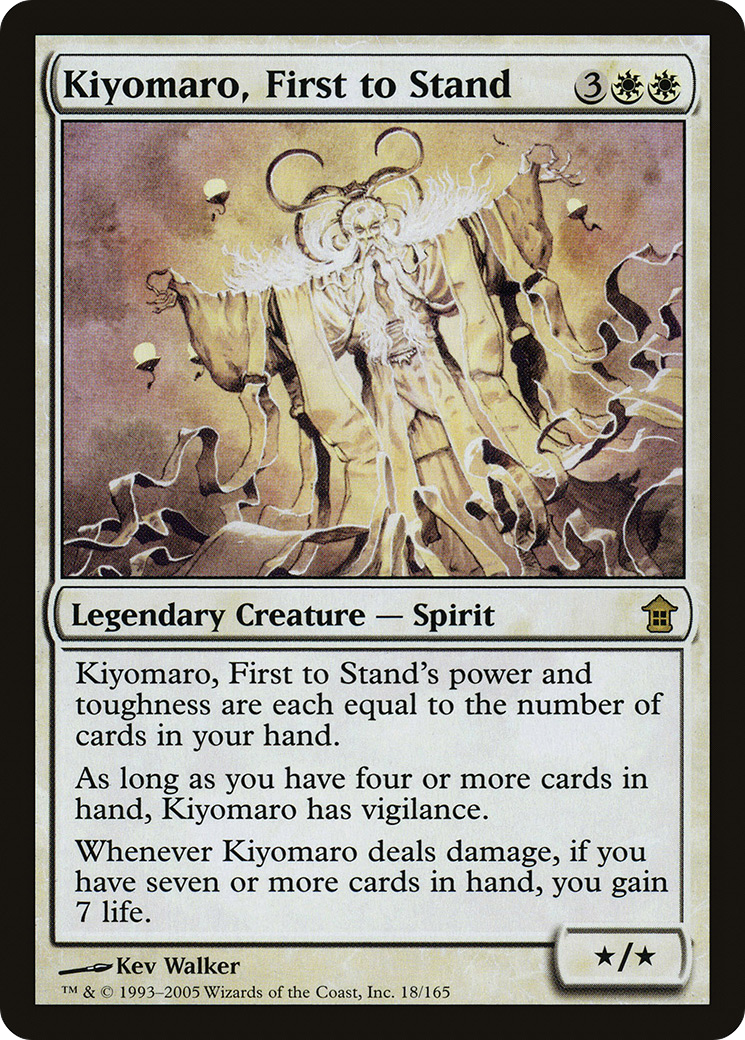 Kiyomaro, First to Stand 3
Legendary Creature — Spirit
Kiyomaro, First to Stand's power and
toughness are each equal to the number of
cards in your hand.
As long as you have four or more cards in
hand, Kiyomaro has vigilance.
Whenever Kiyomaro deals damage, if you
have seven or more cards in hand, you gain
7 life.
★/★
Kev Walker
™ & © 1993–2005 Wizards of the Coast, Inc. 18/165